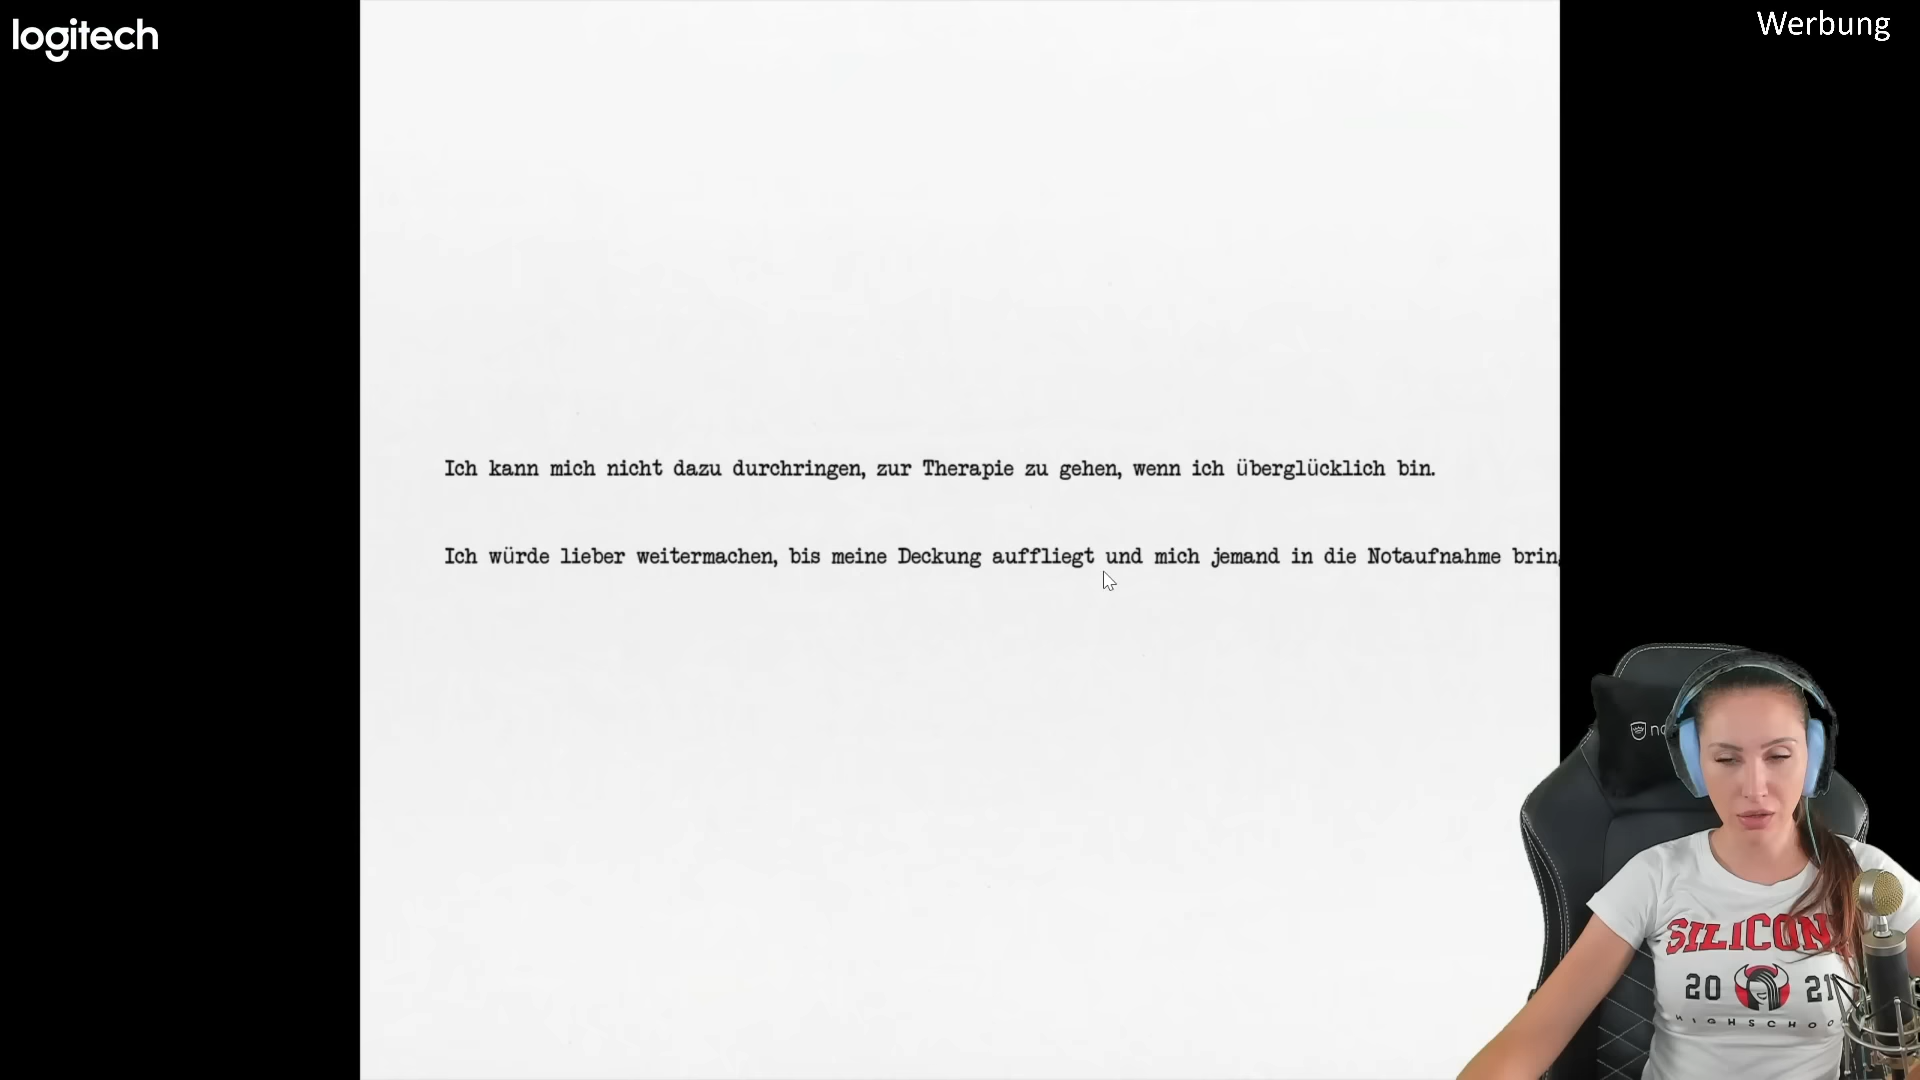 logitech
Werbung
Ich kann mich nicht dazu durchringen, zur Therapie zu gehen, wenn ich überglücklich bin.
Ich würde lieber weitermachen, bis meine Deckung auffliegt und mich jemand in die Notaufnahme
SILICON
20 21
HIGHSCHOO